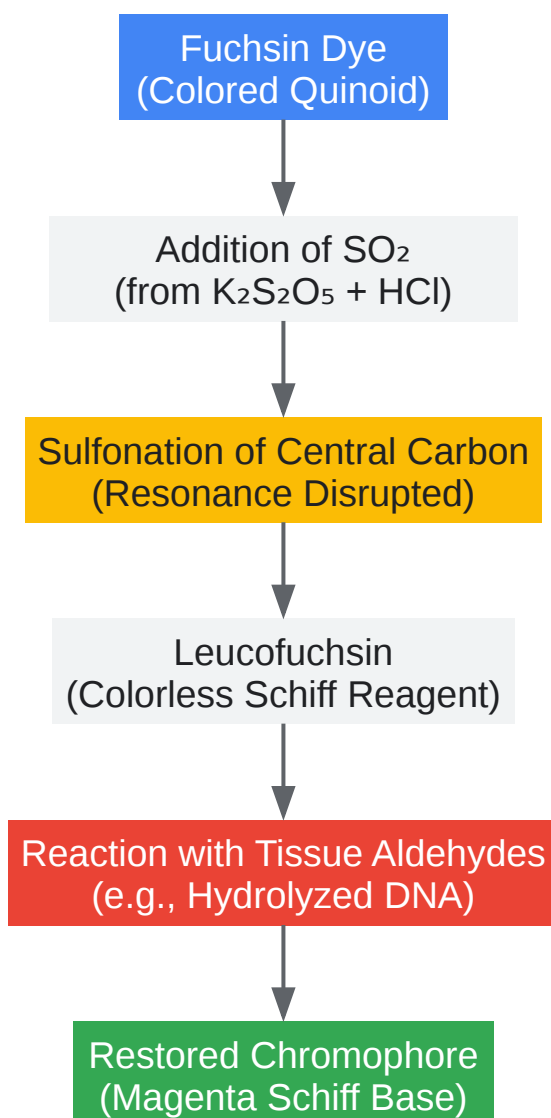 Fuchsin Dye
(Colored Quinoid)
Addition of SO₂
(from K₂S₂O₅ + HCl)
Sulfonation of Central Carbon
(Resonance Disrupted)
Leucofuchsin
(Colorless Schiff Reagent)
Reaction with Tissue Aldehydes
(e.g., Hydrolyzed DNA)
Restored Chromophore
(Magenta Schiff Base)